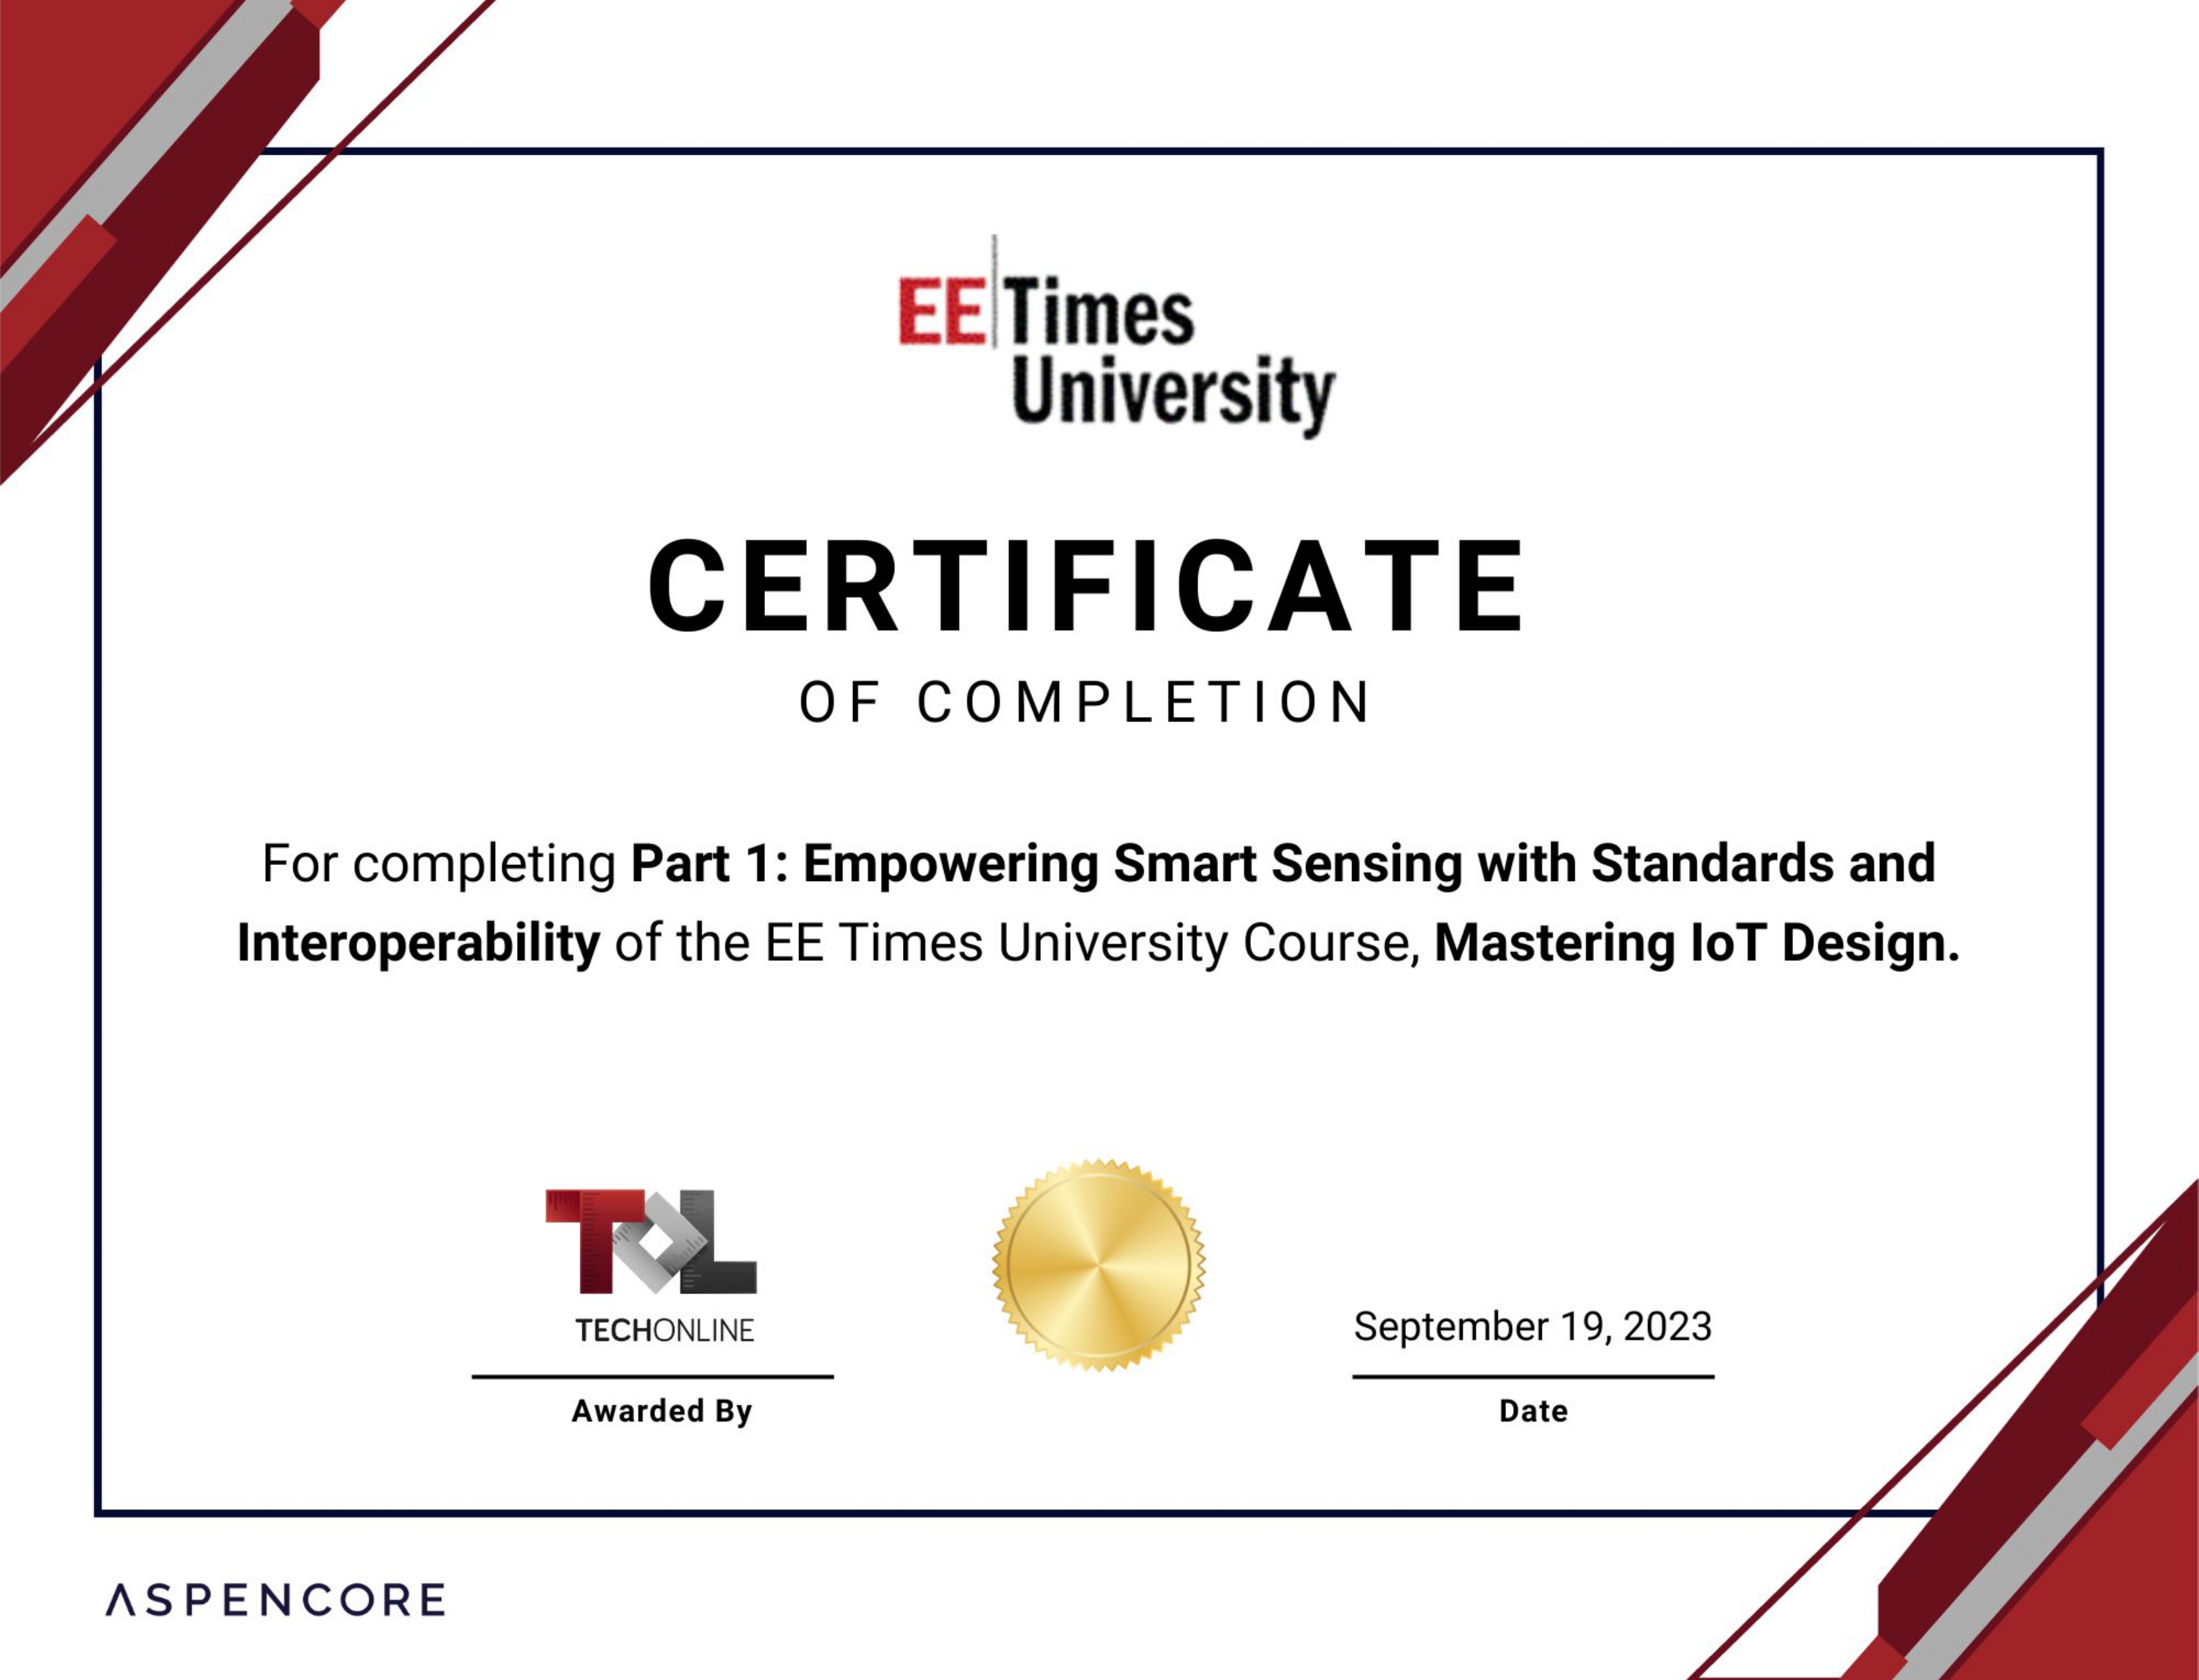 EE Times
University
CERTIFICATE
OF COMPLETION
For completing Part 1: Empowering Smart Sensing with Standards and
Interoperability of the EE Times University Course, Mastering IoT Design.
TOL
TECHONLINE
Awarded By
September 19, 2023
Date
ASPENCORE